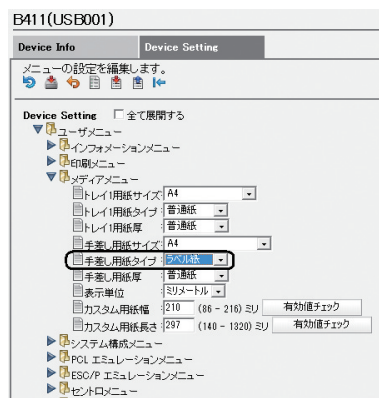 B411(USB001)
Device Info Device Setting
メニューの設定を編集します。
Device Setting 全て展開する
ユーザメニュー
インフォメーションメニュー
印刷メニュー
メディアメニュー
トレイ1用紙サイズ: A4
トレイ1用紙タイプ: 普通紙
トレイ1用紙厚 : 普通紙
手差し用紙サイズ: A4
手差し用紙タイプ: ラベル紙
手差し用紙厚 : 普通紙
表示単位 : ミリメートル
カスタム用紙幅 : 210 (86 - 216) ミリ 有効値チェック
カスタム用紙長さ: 297 (140 - 1320) ミリ 有効値チェック
システム構成メニュー
PCL エミュレーションメニュー
ESC/P エミュレーションメニュー
セントロメニュー